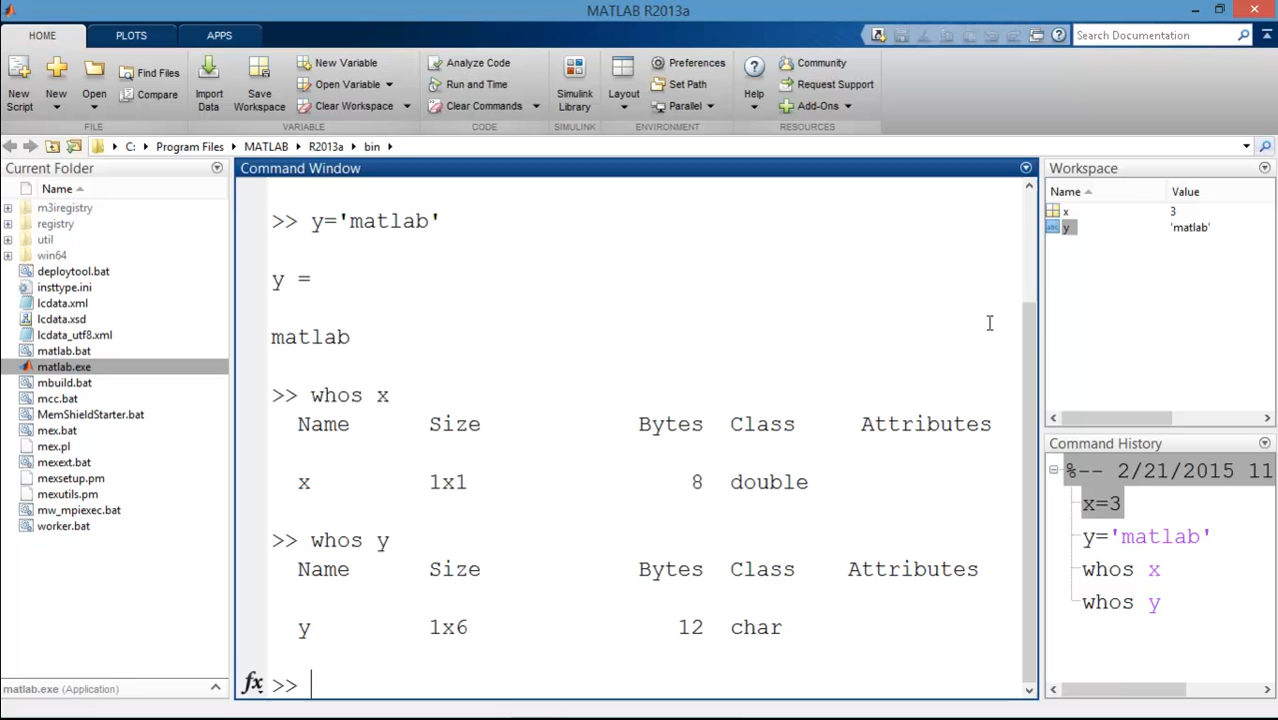 MATLAB R2013a
HOME PLOTS APPS
Search Documentation
New Script
New
Open
Find Files
Compare
FILE
Import Data
Save Workspace
New Variable
Open Variable
Clear Workspace
VARIABLE
Analyze Code
Run and Time
Clear Commands
CODE
Simulink Library
SIMULINK
Layout
Preferences
Set Path
Parallel
ENVIRONMENT
Help
Community
Request Support
Add-Ons
RESOURCES
C: Program Files MATLAB R2013a bin
Current Folder
Name
m3iregistry
registry
util
win64
deploytool.bat
insttype.ini
lcdata.xml
lcdata.xsd
lcdata_utf8.xml
matlab.bat
matlab.exe
mbuild.bat
mcc.bat
MemShieldStarter.bat
mex.bat
mex.pl
mexext.bat
mexsetup.pm
mexutils.pm
mw_mpiexec.bat
worker.bat
matlab.exe (Application)
Command Window
>> y='matlab'
y =
matlab
>> whos x
Name Size Bytes Class Attributes
x 1x1 8 double
>> whos y
Name Size Bytes Class Attributes
y 1x6 12 char
fx >>
Workspace
Name Value
x 3
abc y 'matlab'
Command History
%-- 2/21/2015 11
x=3
y='matlab'
whos x
whos y